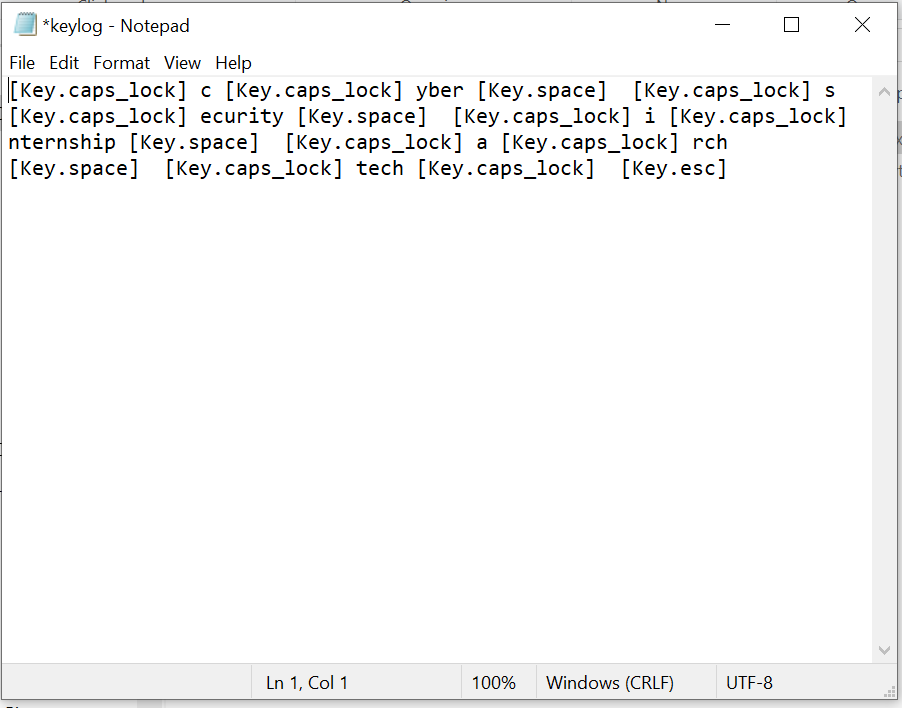 *keylog - Notepad
File Edit Format View Help
[Key.caps_lock] c [Key.caps_lock] yber [Key.space]  [Key.caps_lock] s
[Key.caps_lock] ecurity [Key.space]  [Key.caps_lock] i [Key.caps_lock]
nternship [Key.space]  [Key.caps_lock] a [Key.caps_lock] rch
[Key.space]  [Key.caps_lock] tech [Key.caps_lock]  [Key.esc]
Ln 1, Col 1 100% Windows (CRLF) UTF-8